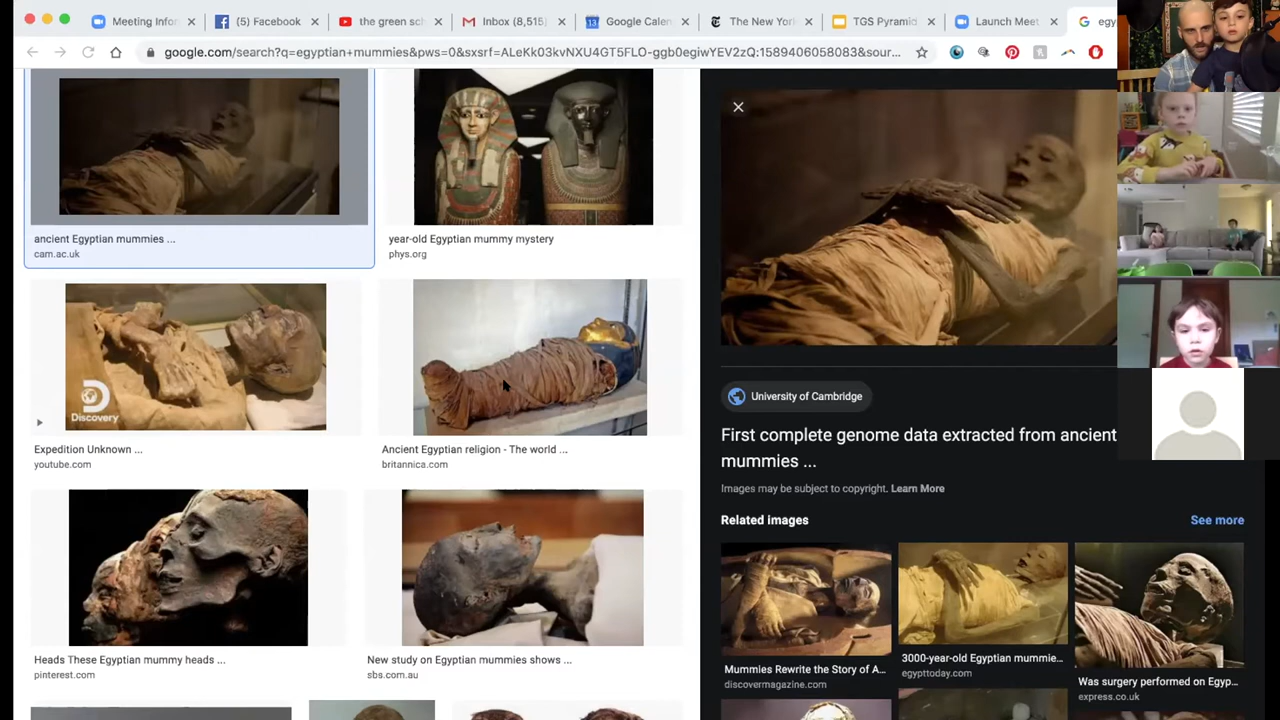 Meeting Infor
(5) Facebook
the green sch
Inbox (8,515)
Google Calen
The New York
TGS Pyramid
Launch Meet
egy
google.com/search?q=egyptian+mummies&pws=0&sxsrf=ALeKk03kvNXU4GT5FLO-ggb0egiwYEV2zQ:1589406058083&sour...
ancient Egyptian mummies ...
cam.ac.uk
year-old Egyptian mummy mystery
phys.org
Discovery
Expedition Unknown ...
youtube.com
Ancient Egyptian religion - The world ...
britannica.com
Heads These Egyptian mummy heads ...
pinterest.com
New study on Egyptian mummies shows ...
sbs.com.au
University of Cambridge
First complete genome data extracted from ancient
mummies ...
Images may be subject to copyright. Learn More
Related images
See more
Mummies Rewrite the Story of A...
discovermagazine.com
3000-year-old Egyptian mummie...
egypttoday.com
Was surgery performed on Egyp...
express.co.uk